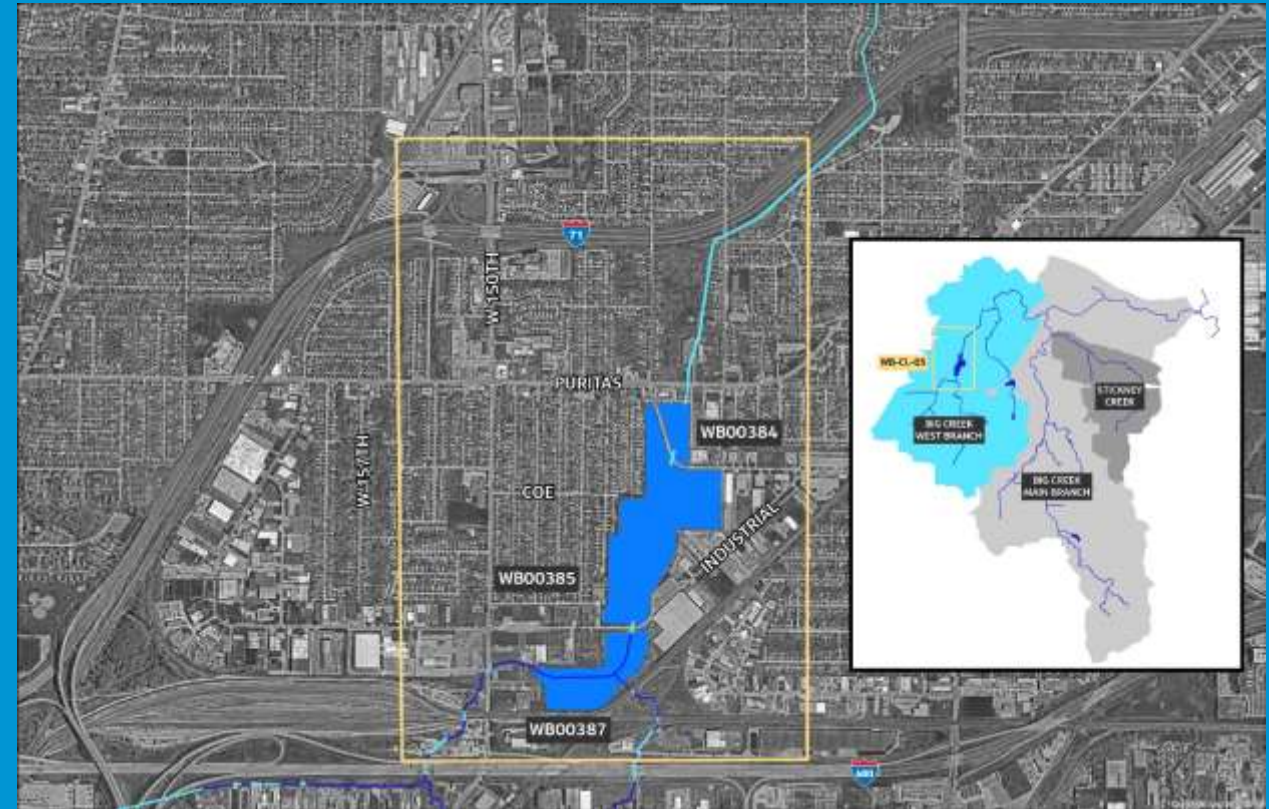 71
W 150TH
PURITAS
WB00384
W 157TH
COE
INDUSTRIAL
WB00385
WB00387
480
WB-CL-05
BIG CREEK
WEST BRANCH
STICKNEY
CREEK
BIG CREEK
MAIN BRANCH